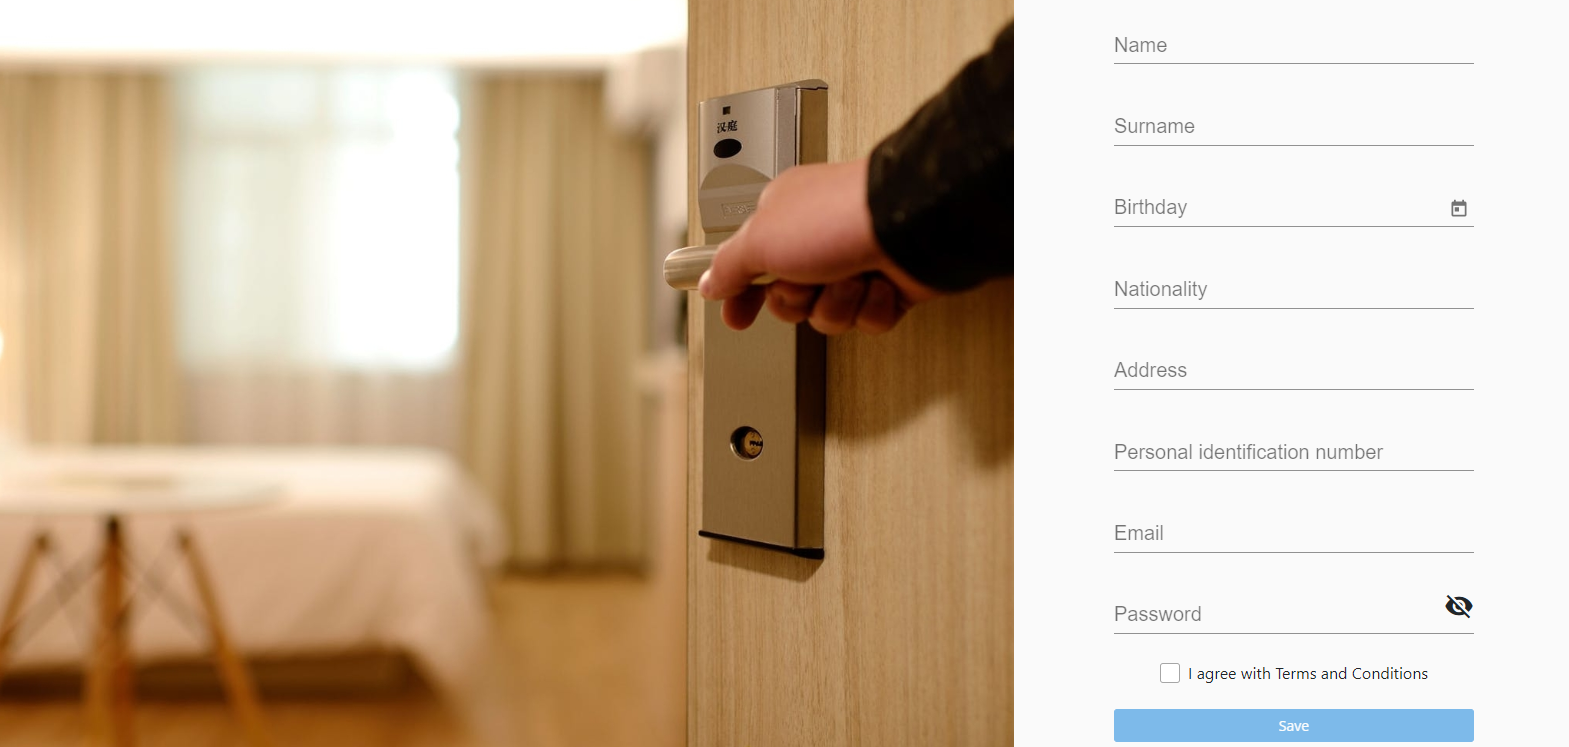 汉庭
Name
Surname
Birthday
Nationality
Address
Personal identification number
Email
Password
I agree with Terms and Conditions
Save